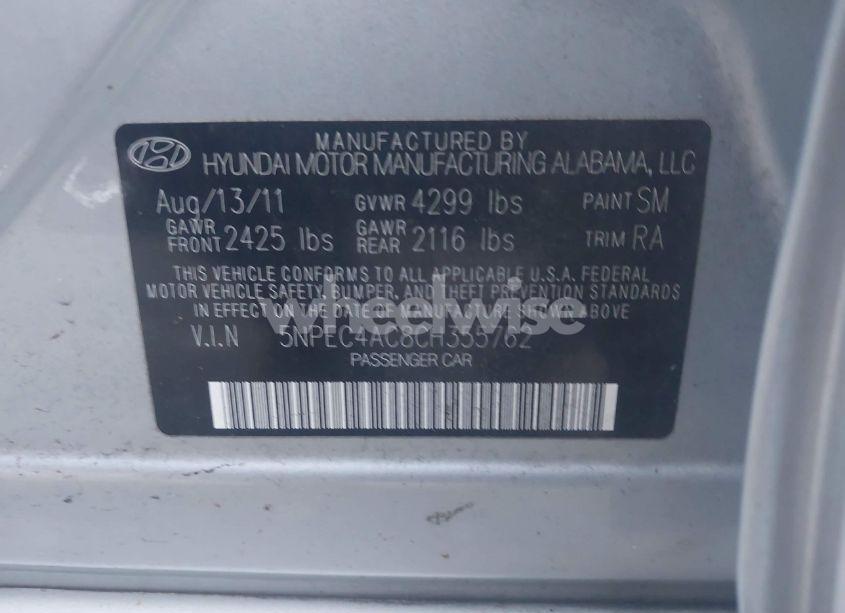 MANUFACTURED BY
HYUNDAI MOTOR MANUFACTURING ALABAMA, LLC
Aug/13/11 GVWR 4299 lbs PAINT SM
GAWR FRONT 2425 lbs GAWR REAR 2116 lbs TRIM RA
THIS VEHICLE CONFORMS TO ALL APPLICABLE U.S.A. FEDERAL
MOTOR VEHICLE SAFETY, BUMPER, AND THEFT PREVENTION STANDARDS
IN EFFECT ON THE DATE OF MANUFACTURE SHOWN ABOVE.
wheelwise
V.I.N 5NPEC4AC8CH355762
PASSENGER CAR